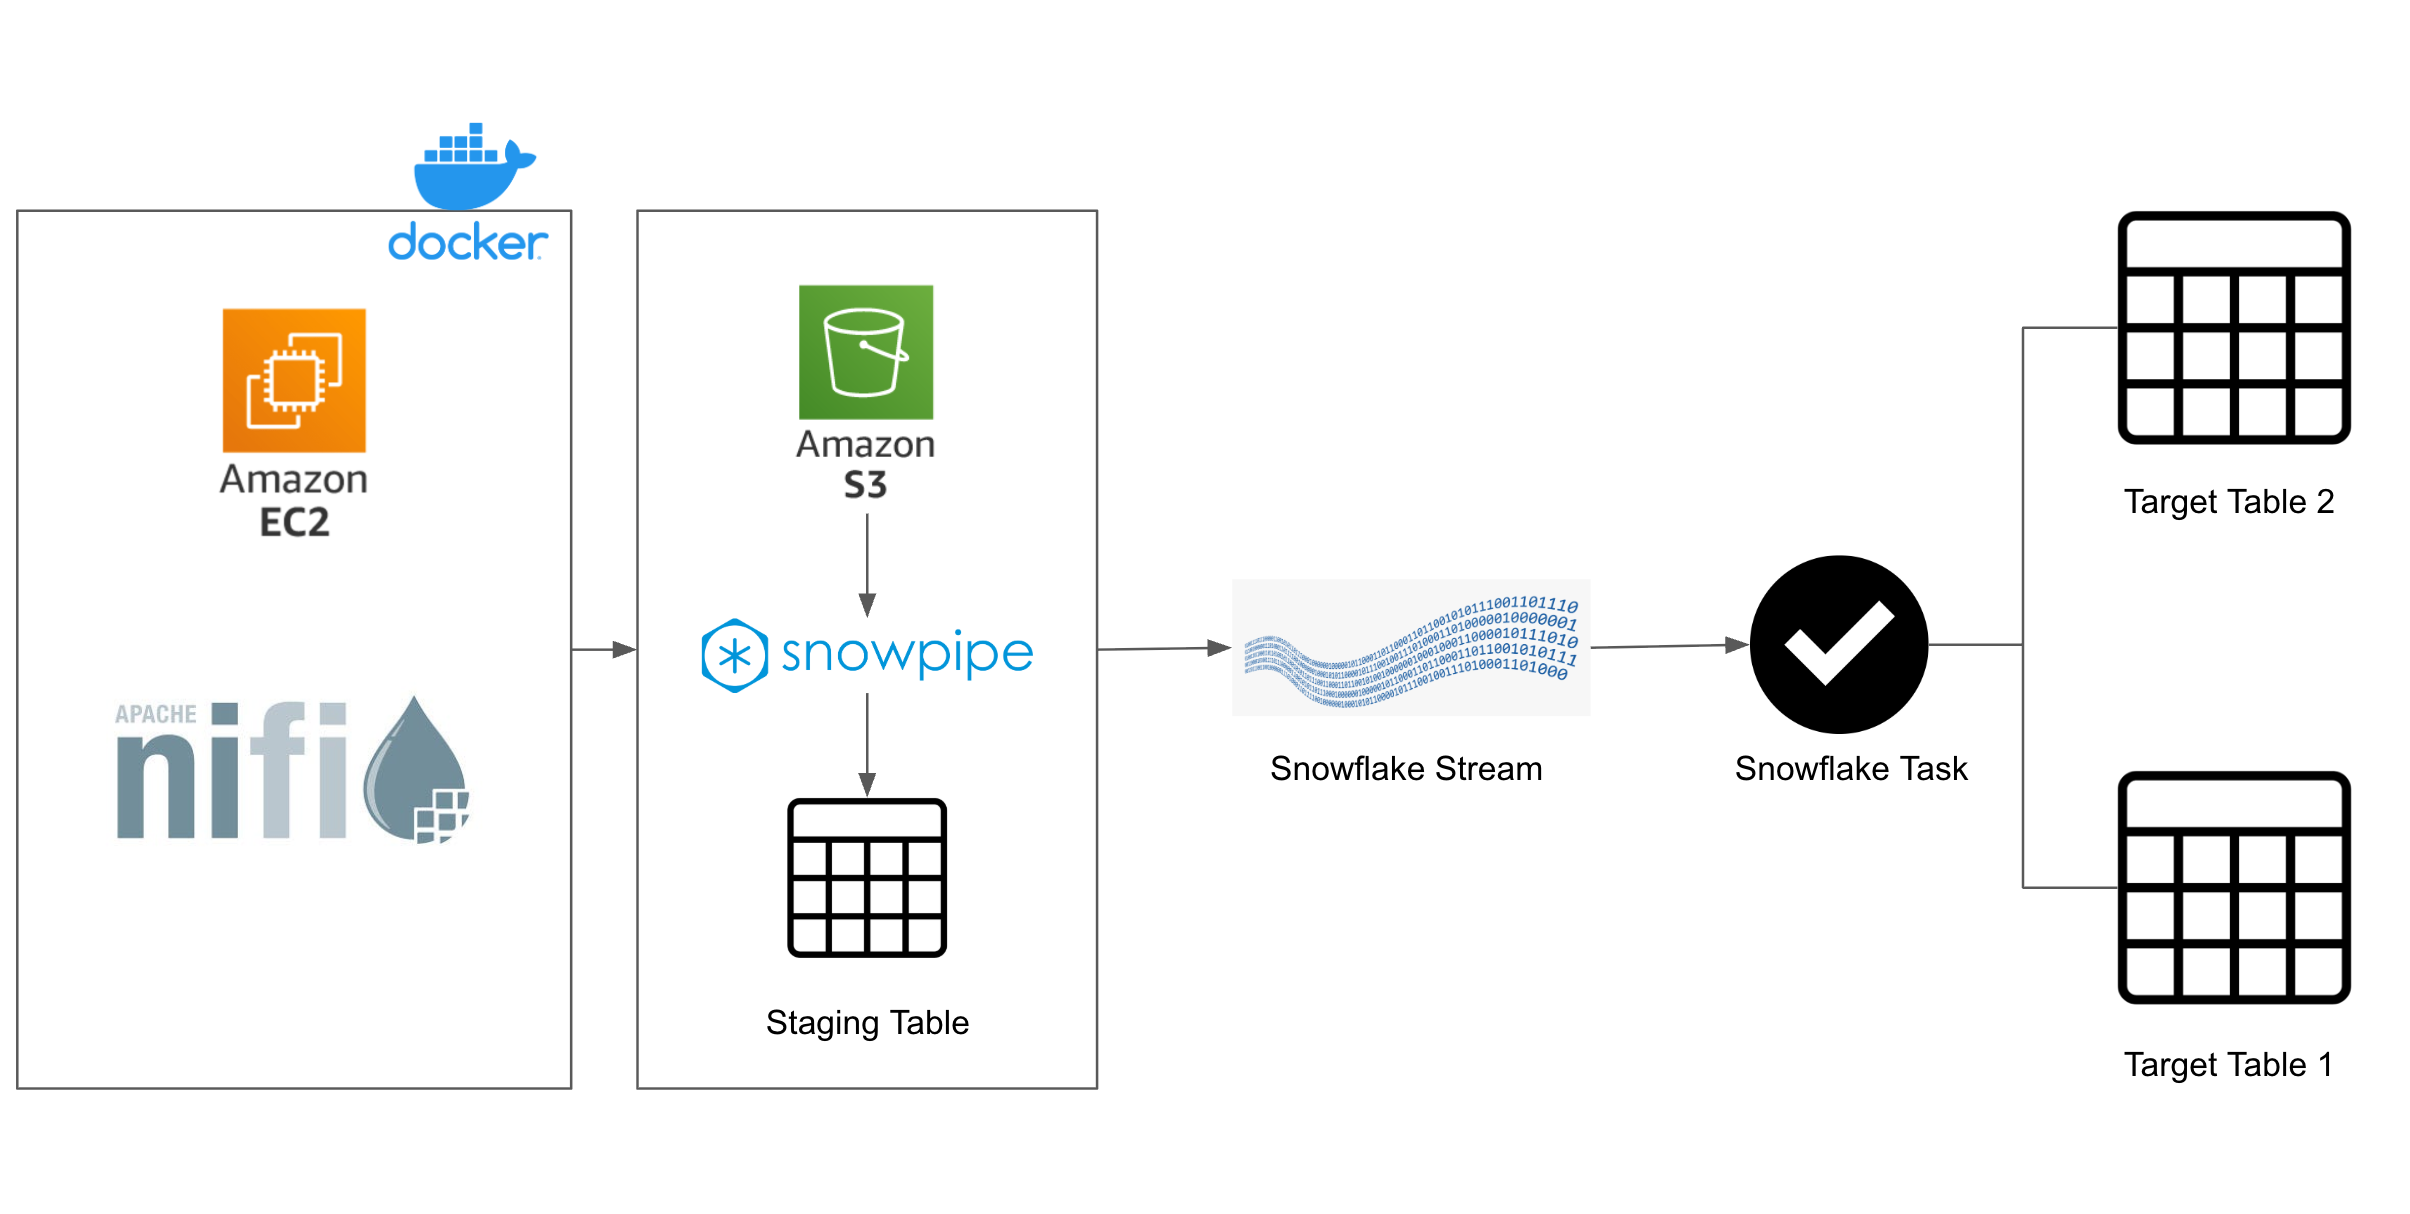 docker
Amazon
EC2
APACHE
nifi
Amazon
S3
snowpipe
Staging Table
Snowflake Stream
Snowflake Task
Target Table 2
Target Table 1